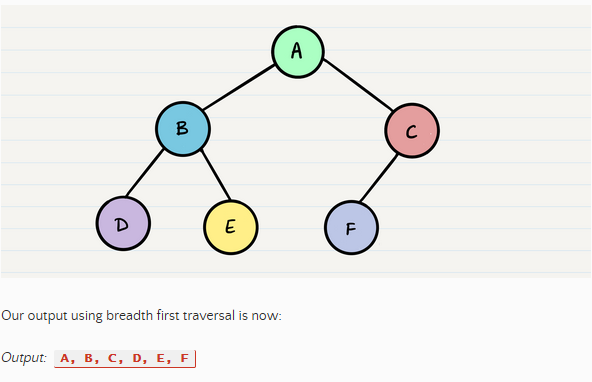 A
B
C
D
E
F
Our output using breadth first traversal is now:
Output: A, B, C, D, E, F